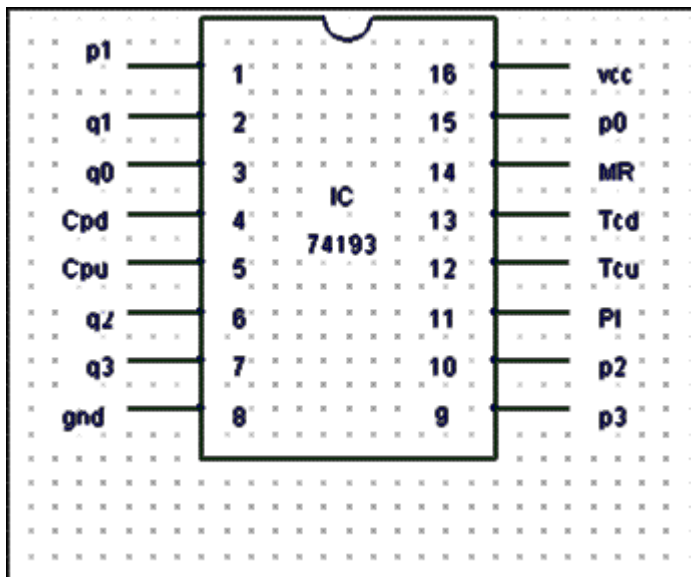 p1 1 16 vcc
q1 2 15 p0
q0 3 14 MR
IC
Cpd 4 13 Tcd
74193
Cpu 5 12 Tcu
q2 6 11 Pl
q3 7 10 p2
gnd 8 9 p3